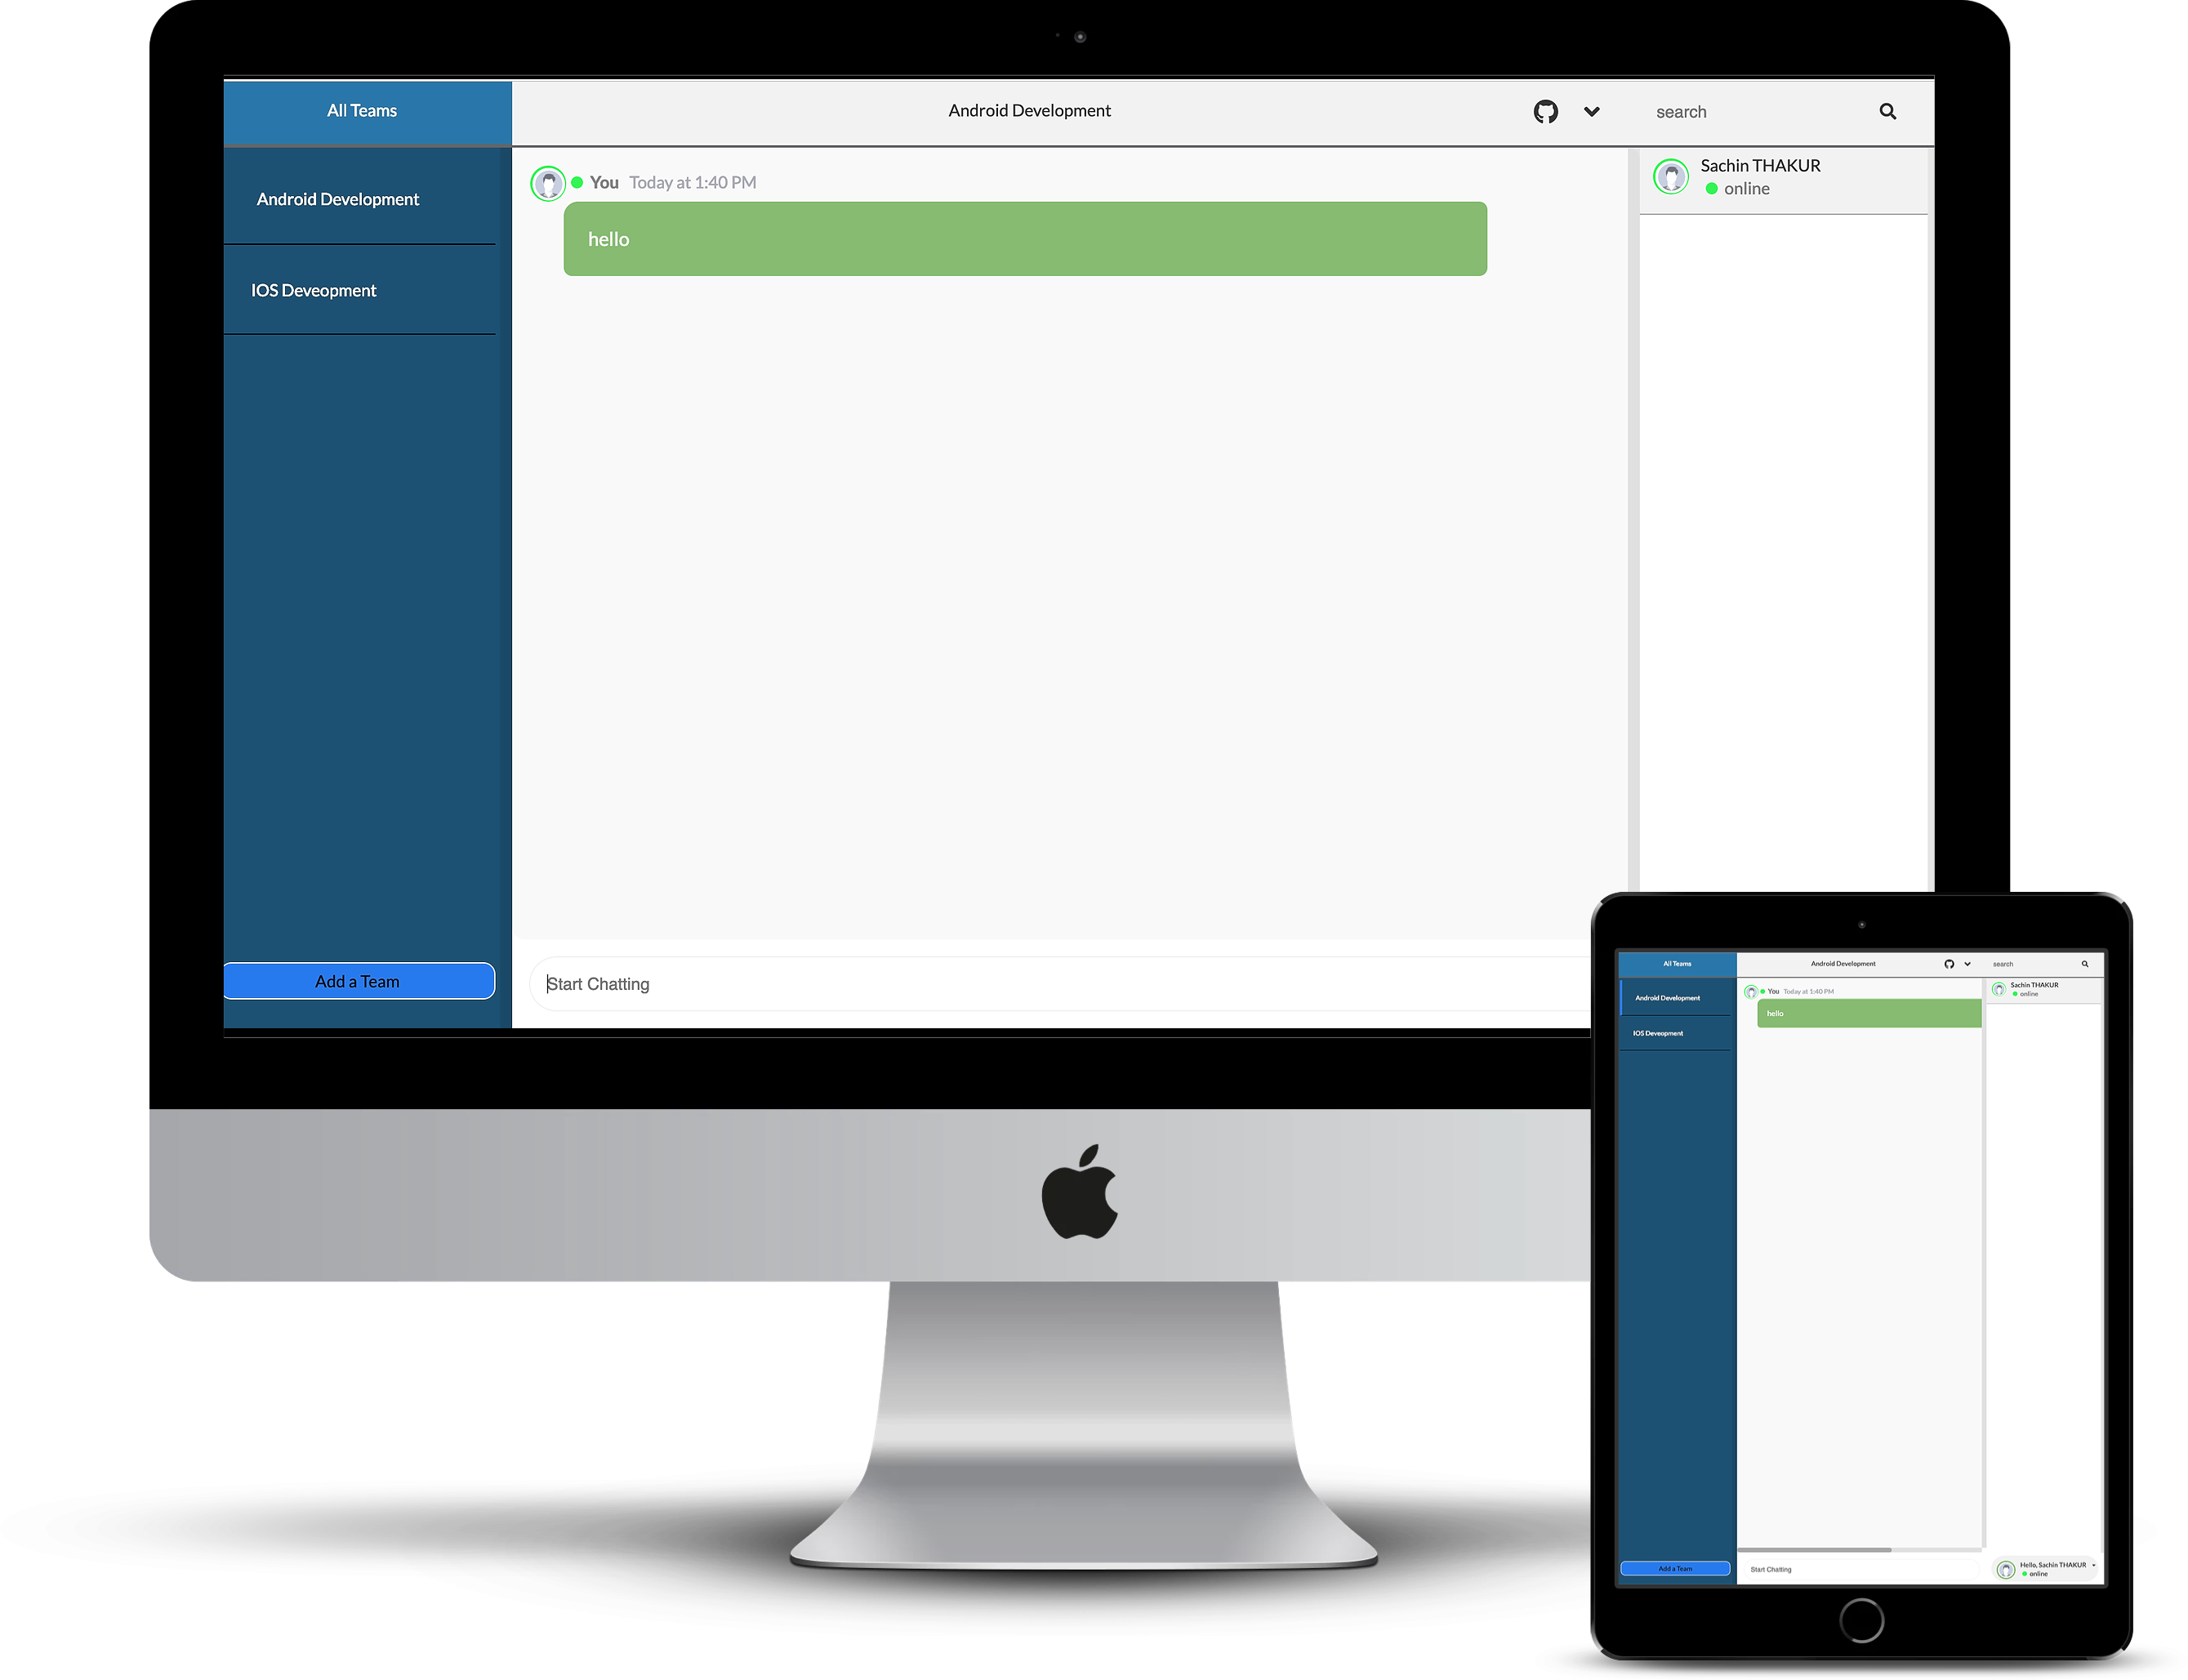 All Teams
Android Development
search
Android Development
IOS Deveopment
Add a Team
You Today at 1:40 PM
hello
Start Chatting
Sachin THAKUR
online
All Teams
Android Development
search
Android Development
IOS Deveopment
Add a Team
You Today at 1:40 PM
hello
Start Chatting
Sachin THAKUR
online
Hello, Sachin THAKUR
online